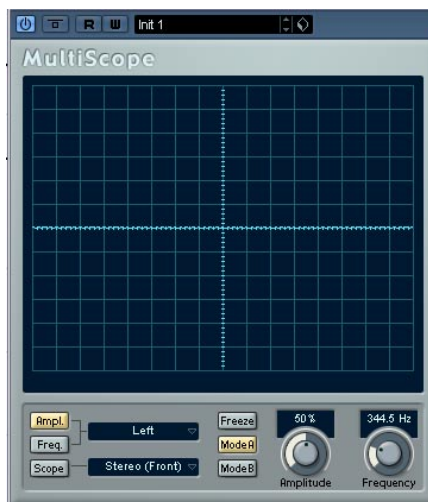 R W Init 1
MultiScope
Ampl. Left Freeze 50 % 344.5 Hz
Freq. Mode A
Scope Stereo (Front) Mode B Amplitude Frequency